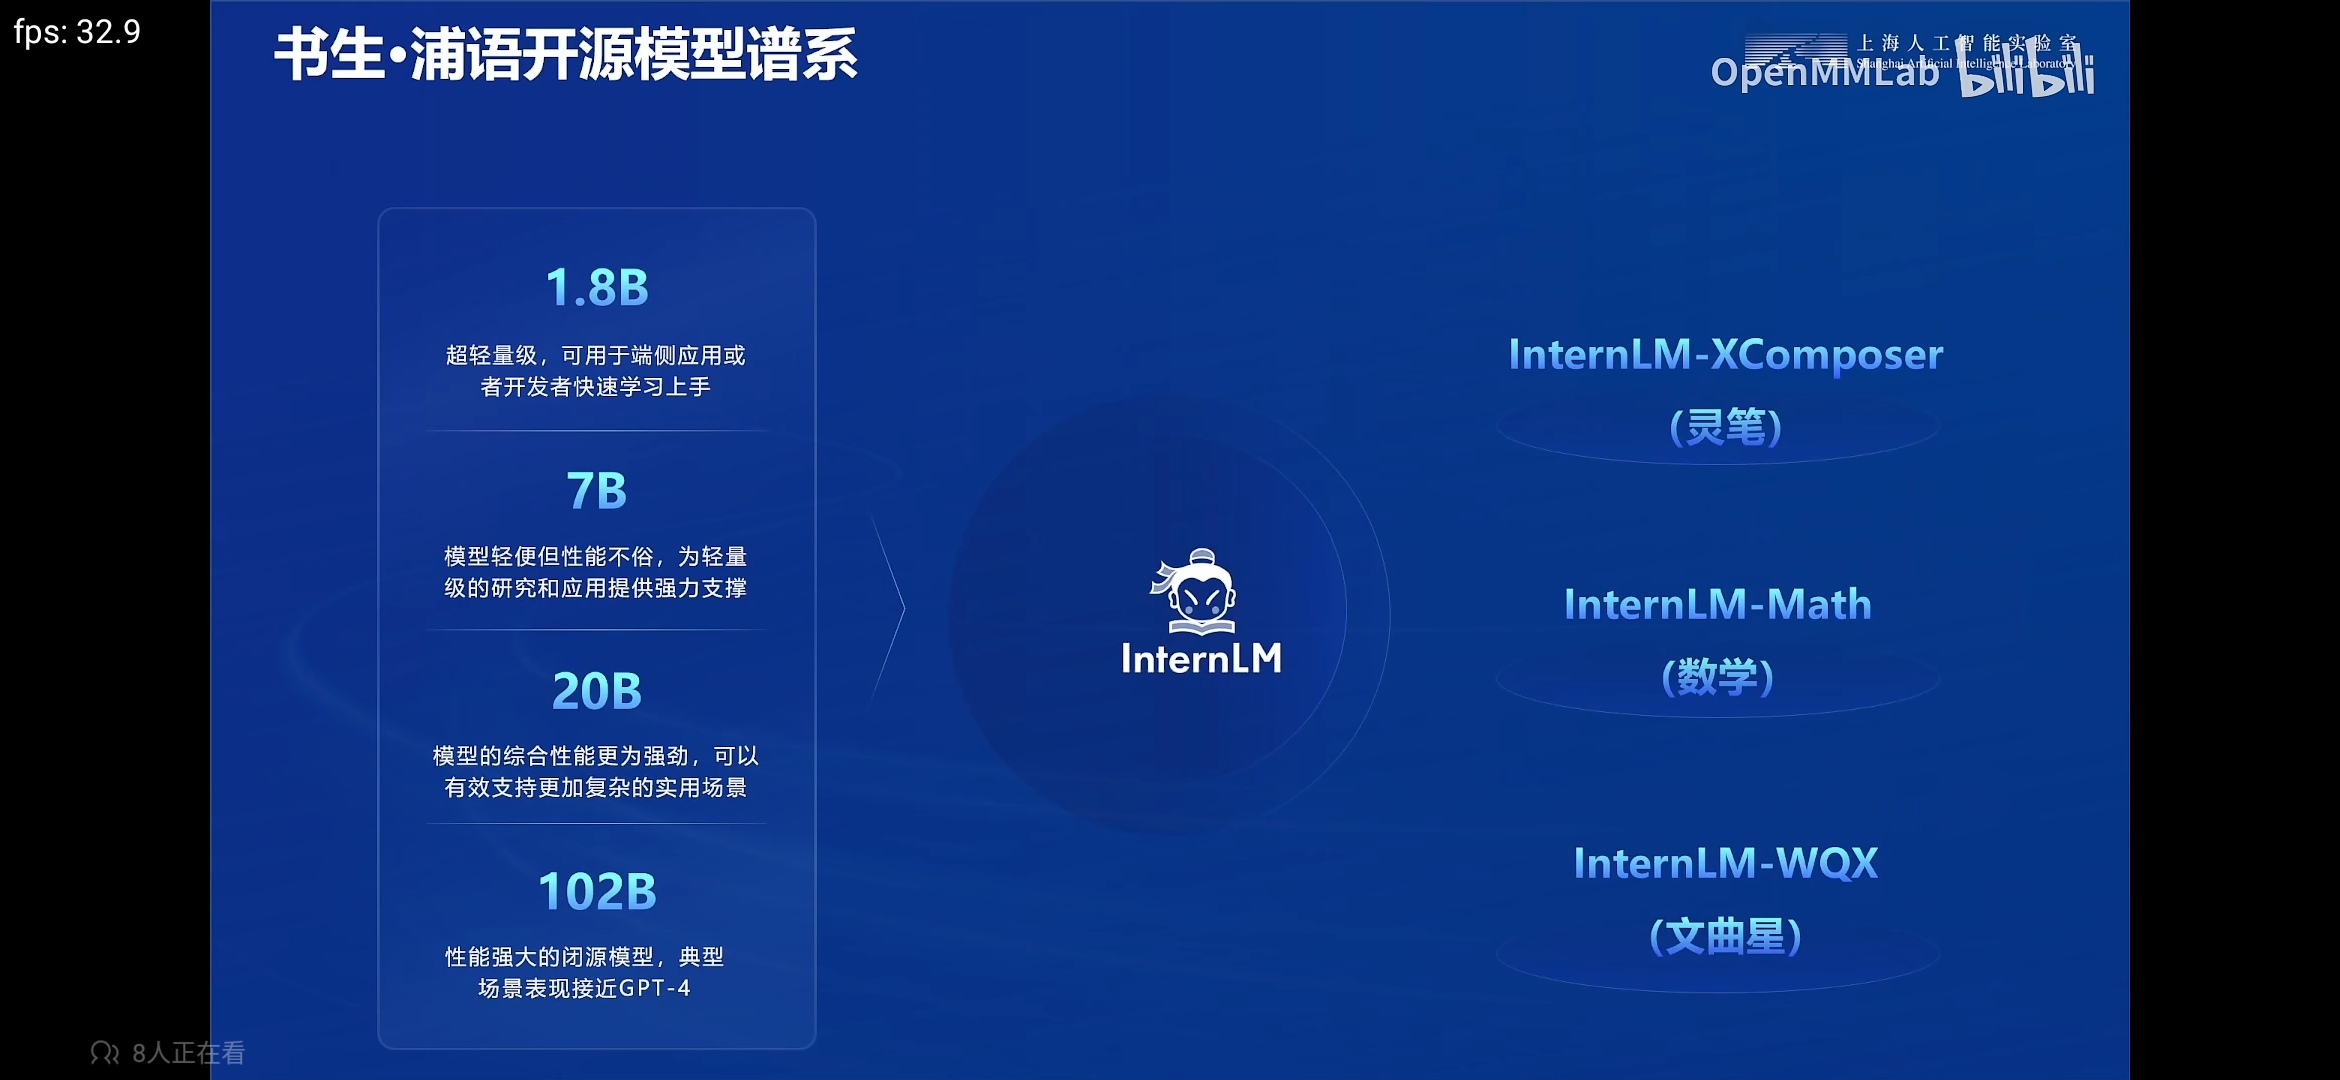 fps: 32.9
书生•浦语开源模型谱系
上海人工智能实验室
Shanghai Artificial Intelligence Laboratory
OpenMMLab bilibili
1.8B
超轻量级，可用于端侧应用或
者开发者快速学习上手
7B
模型轻便但性能不俗，为轻量
级的研究和应用提供强力支撑
20B
模型的综合性能更为强劲，可以
有效支持更加复杂的实用场景
102B
性能强大的闭源模型，典型
场景表现接近GPT-4
InternLM
InternLM-XComposer
（灵笔）
InternLM-Math
（数学）
InternLM-WQX
（文曲星）
8人正在看